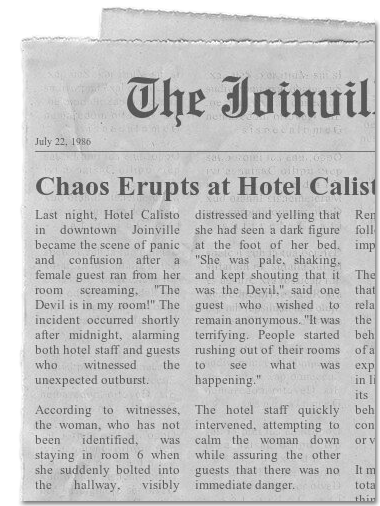 The Joinvil
July 22, 1986
Chaos Erupts at Hotel Calist
Last night, Hotel Calisto
in downtown Joinville
became the scene of panic
and confusion after a
female guest ran from her
room screaming, "The
Devil is in my room!" The
incident occurred shortly
after midnight, alarming
both hotel staff and guests
who witnessed the
unexpected outburst.
According to witnesses,
the woman, who has not
been identified, was
staying in room 6 when
she suddenly bolted into
the hallway, visibly
distressed and yelling that
she had seen a dark figure
at the foot of her bed.
"She was pale, shaking,
and kept shouting that it
was the Devil," said one
guest who wished to
remain anonymous. "It was
terrifying. People started
rushing out of their rooms
to see what was
happening."
The hotel staff quickly
intervened, attempting to
calm the woman down
while assuring the other
guests that there was no
immediate danger.
Ren
foll
imp
The
that
rela
the
beh
of a
exp
in li
its
beh
con
or v
It m
tota